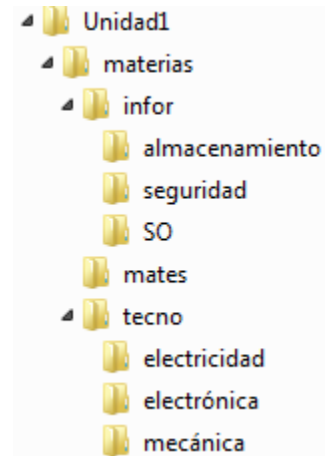 Unidad1
materias
infor
almacenamiento
seguridad
SO
mates
tecno
electricidad
electrónica
mecánica